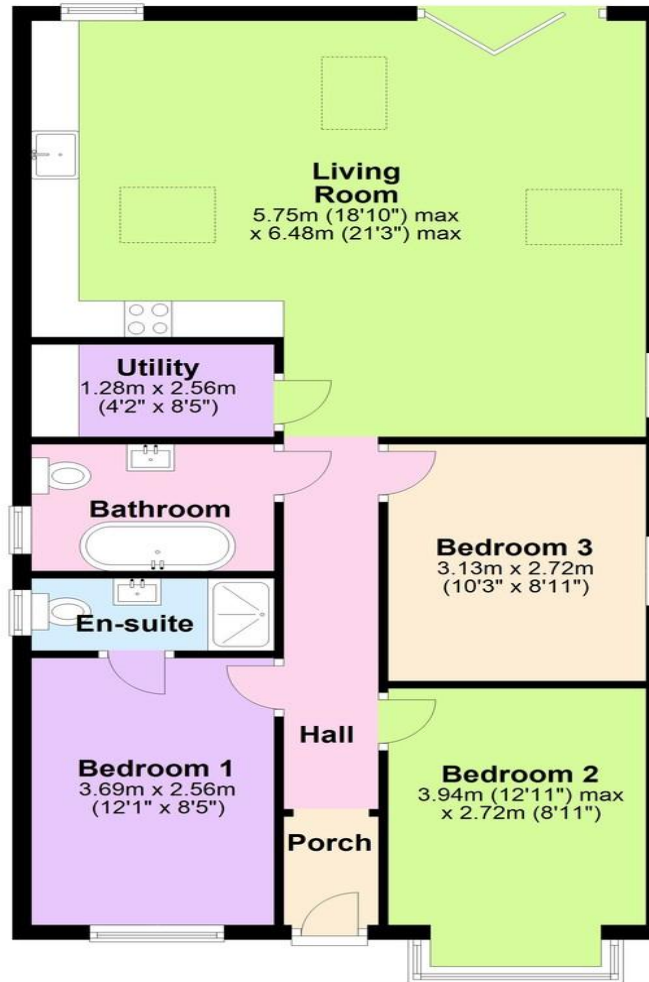 Living
Room
5.75m (18'10") max
x 6.48m (21'3") max
Utility
1.28m x 2.56m
(4'2" x 8'5")
Bathroom
Bedroom 3
3.13m x 2.72m
(10'3" x 8'11")
En-suite
Hall
Bedroom 1
3.69m x 2.56m
(12'1" x 8'5")
Bedroom 2
3.94m (12'11") max
x 2.72m (8'11")
Porch